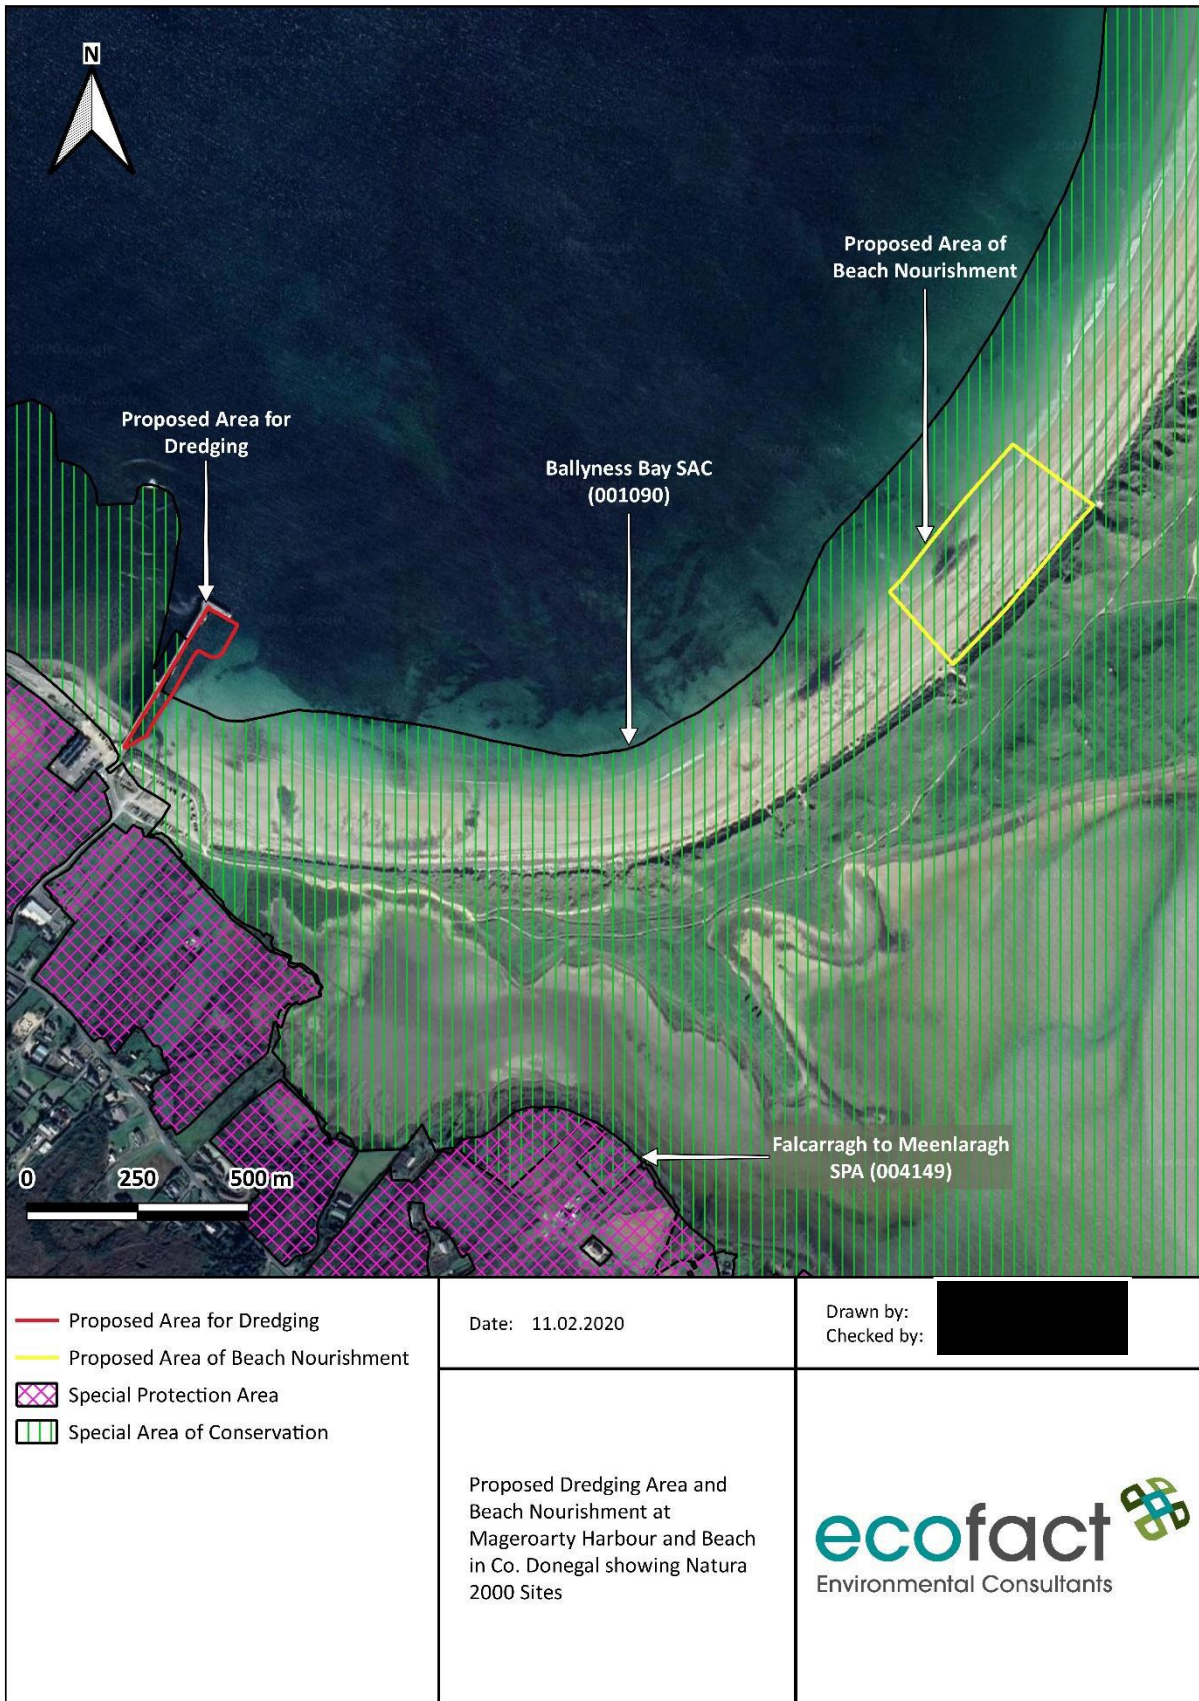 N
Proposed Area of
Beach Nourishment
Proposed Area for
Dredging
Ballyness Bay SAC
(001090)
Falcarragh to Meenlaragh
SPA (004149)
0 250 500 m
Proposed Area for Dredging
Proposed Area of Beach Nourishment
Special Protection Area
Special Area of Conservation
Date: 11.02.2020
Drawn by:
Checked by:
Proposed Dredging Area and
Beach Nourishment at
Mageroarty Harbour and Beach
in Co. Donegal showing Natura
2000 Sites
ecofact
Environmental Consultants